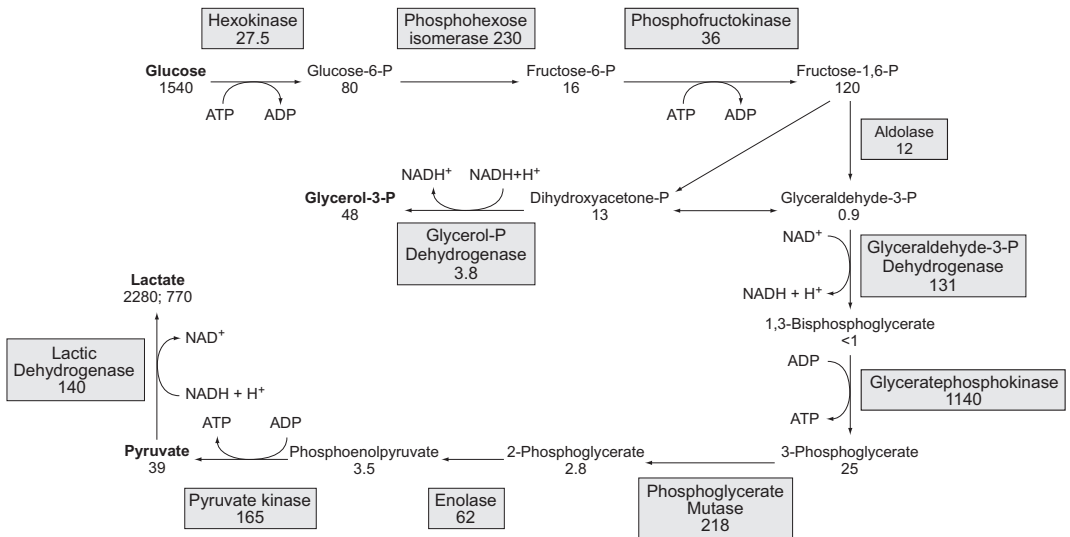 Hexokinase
27.5
Phosphohexose
isomerase 230
Phosphofructokinase
36
Glucose
1540
Glucose-6-P
80
Fructose-6-P
16
Fructose-1,6-P
120
ATP
ADP
ATP
ADP
Aldolase
12
NADH⁺
NADH+H⁺
Glycerol-3-P
48
Dihydroxyacetone-P
13
Glyceraldehyde-3-P
0.9
Glycerol-P
Dehydrogenase
3.8
NAD⁺
NADH + H⁺
Glyceraldehyde-3-P
Dehydrogenase
131
Lactate
2280; 770
1,3-Bisphosphoglycerate
<1
Lactic
Dehydrogenase
140
NAD⁺
NADH + H⁺
ADP
ATP
Glyceratephosphokinase
1140
ATP
ADP
Pyruvate
39
Phosphoenolpyruvate
3.5
2-Phosphoglycerate
2.8
3-Phosphoglycerate
25
Pyruvate kinase
165
Enolase
62
Phosphoglycerate
Mutase
218